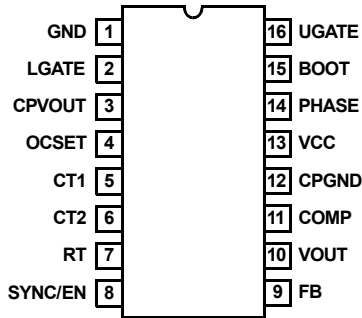 GND 1 16 UGATE
LGATE 2 15 BOOT
CPVOUT 3 14 PHASE
OCSET 4 13 VCC
CT1 5 12 CPGND
CT2 6 11 COMP
RT 7 10 VOUT
SYNC/EN 8 9 FB